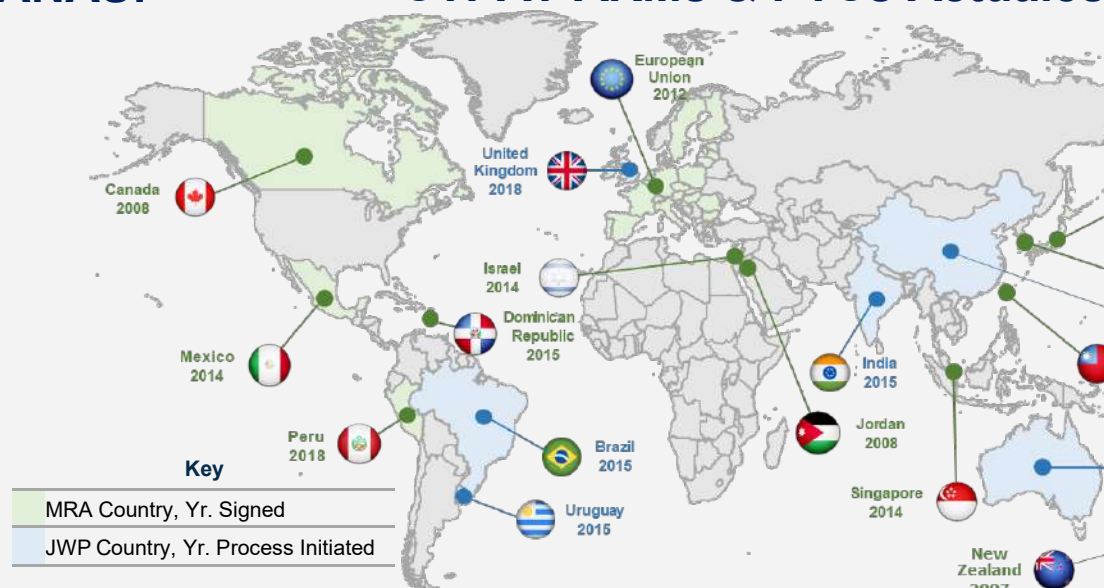 European
Union
2012
United
Kingdom
2018
Canada
2008
Israel
2014
Dominican
Republic
2015
Mexico
2014
India
2015
Jordan
2008
Peru
2018
Brazil
2015
Singapore
2014
Uruguay
2015
New
Zealand
2007
Key
MRA Country, Yr. Signed
JWP Country, Yr. Process Initiated